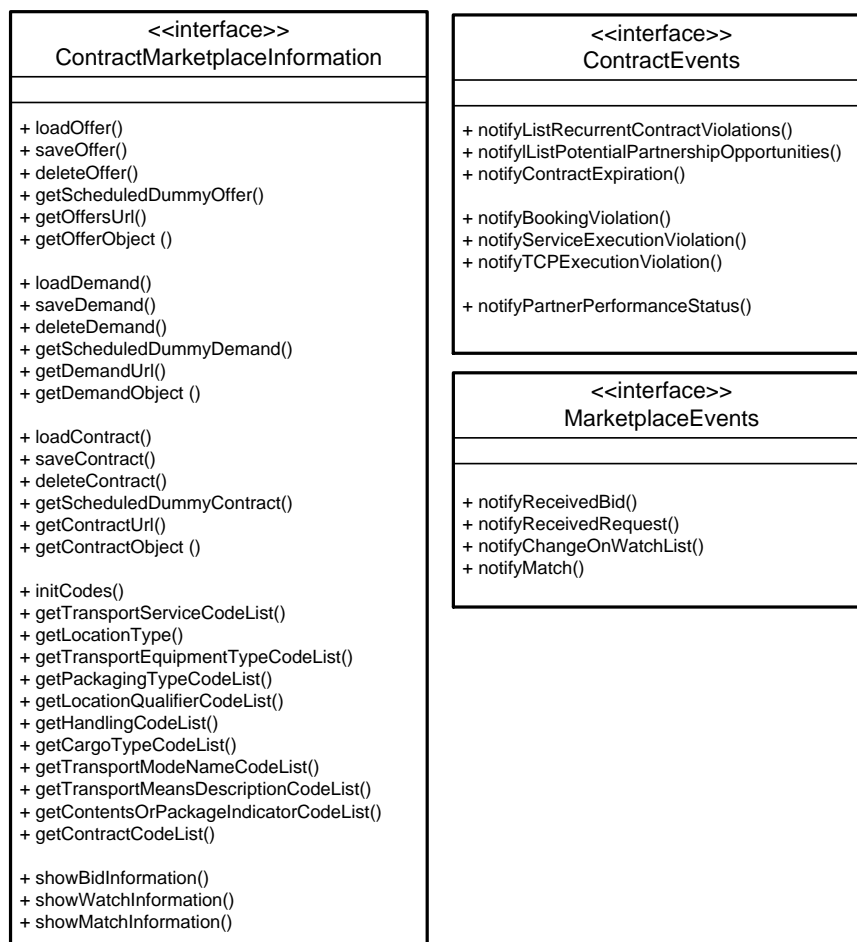 <<interface>>
ContractMarketplaceInformation
+ loadOffer()
+ saveOffer()
+ deleteOffer()
+ getScheduledDummyOffer()
+ getOffersUrl()
+ getOfferObject ()
+ loadDemand()
+ saveDemand()
+ deleteDemand()
+ getScheduledDummyDemand()
+ getDemandUrl()
+ getDemandObject ()
+ loadContract()
+ saveContract()
+ deleteContract()
+ getScheduledDummyContract()
+ getContractUrl()
+ getContractObject ()
+ initCodes()
+ getTransportServiceCodeList()
+ getLocationType()
+ getTransportEquipmentTypeCodeList()
+ getPackagingTypeCodeList()
+ getLocationQualifierCodeList()
+ getHandlingCodeList()
+ getCargoTypeCodeList()
+ getTransportModeNameCodeList()
+ getTransportMeansDescriptionCodeList()
+ getContentsOrPackageIndicatorCodeList()
+ getContractCodeList()
+ showBidInformation()
+ showWatchInformation()
+ showMatchInformation()
<<interface>>
ContractEvents
+ notifyListRecurrentContractViolations()
+ notifylListPotentialPartnershipOpportunities()
+ notifyContractExpiration()
+ notifyBookingViolation()
+ notifyServiceExecutionViolation()
+ notifyTCPExecutionViolation()
+ notifyPartnerPerformanceStatus()
<<interface>>
MarketplaceEvents
+ notifyReceivedBid()
+ notifyReceivedRequest()
+ notifyChangeOnWatchList()
+ notifyMatch()